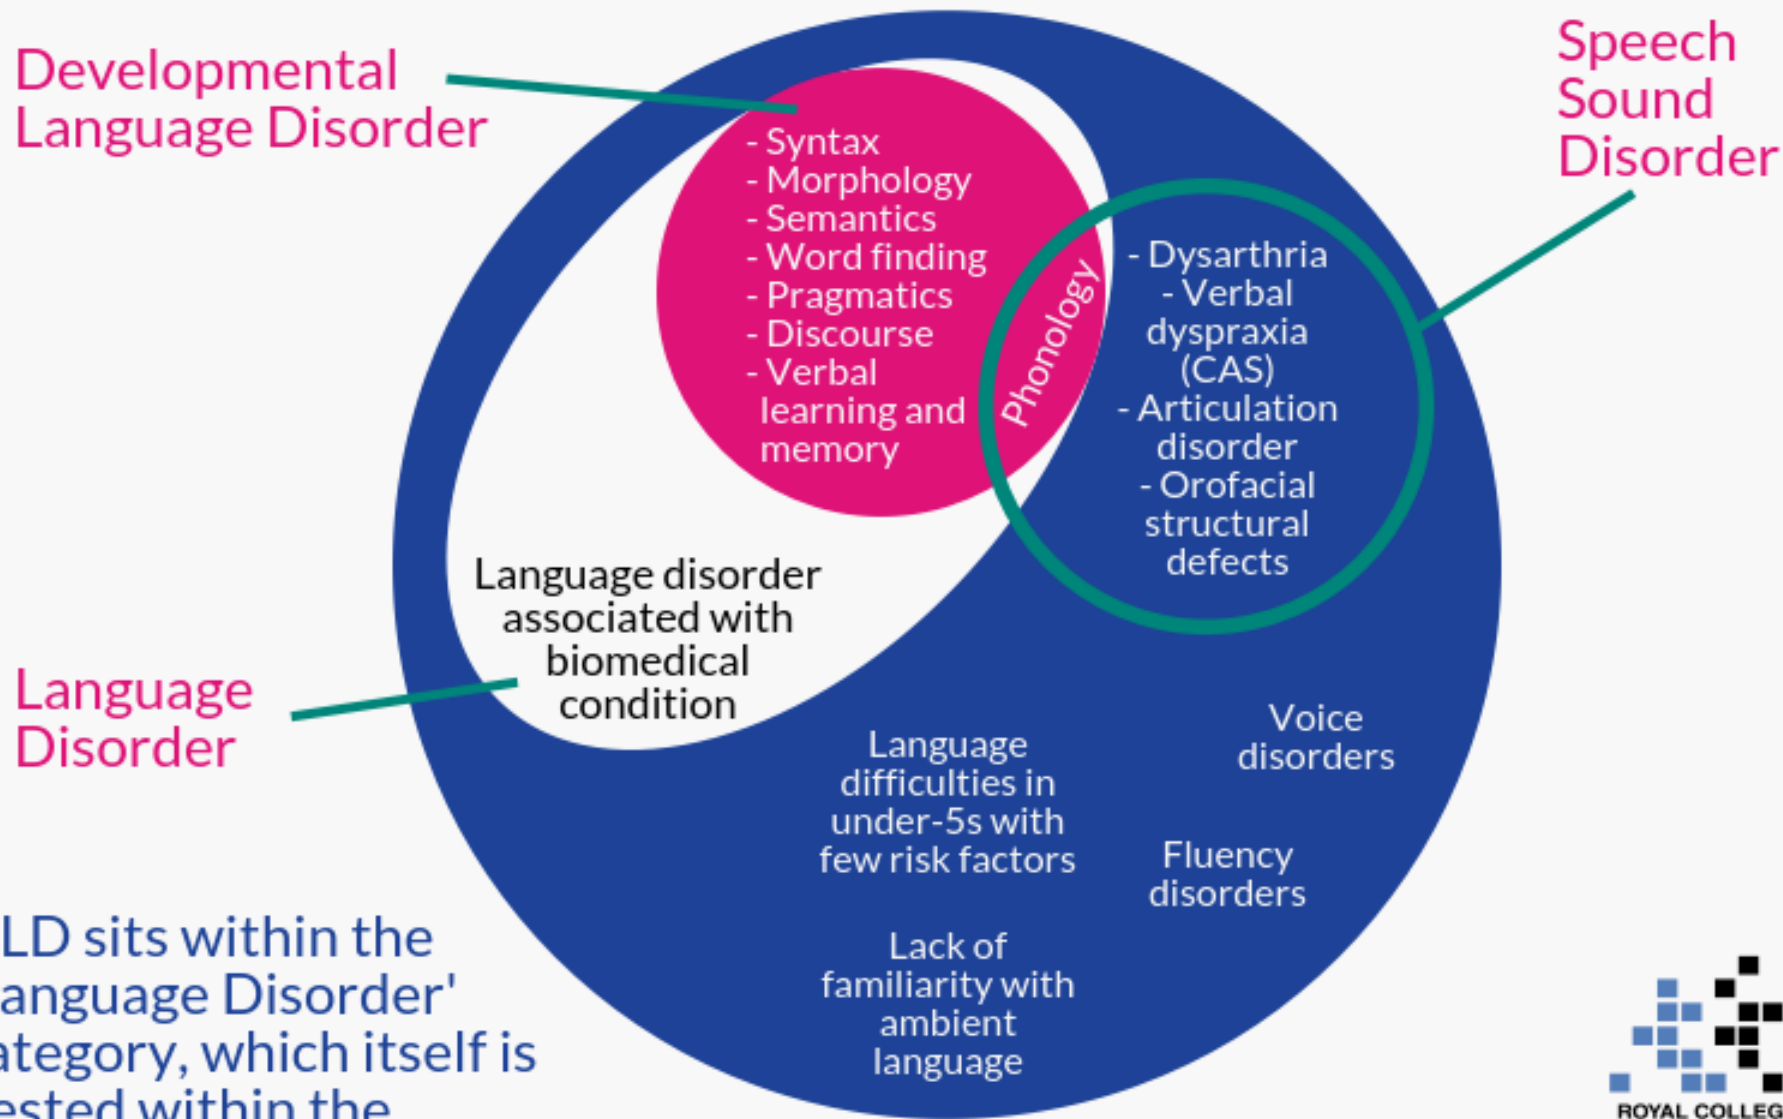 Developmental
Language Disorder
Speech
Sound
Disorder
- Syntax
- Morphology
- Semantics
- Word finding
- Pragmatics
- Discourse
- Verbal
learning and
memory
Phonology
- Dysarthria
- Verbal
dyspraxia
(CAS)
- Articulation
disorder
- Orofacial
structural
defects
Language disorder
associated with
biomedical
condition
Language
Disorder
Language
difficulties in
under-5s with
few risk factors
Voice
disorders
Fluency
disorders
Lack of
familiarity with
ambient
language
LD sits within the
anguage Disorder'
ategory, which itself is
ested within the
ROYAL COLLEG